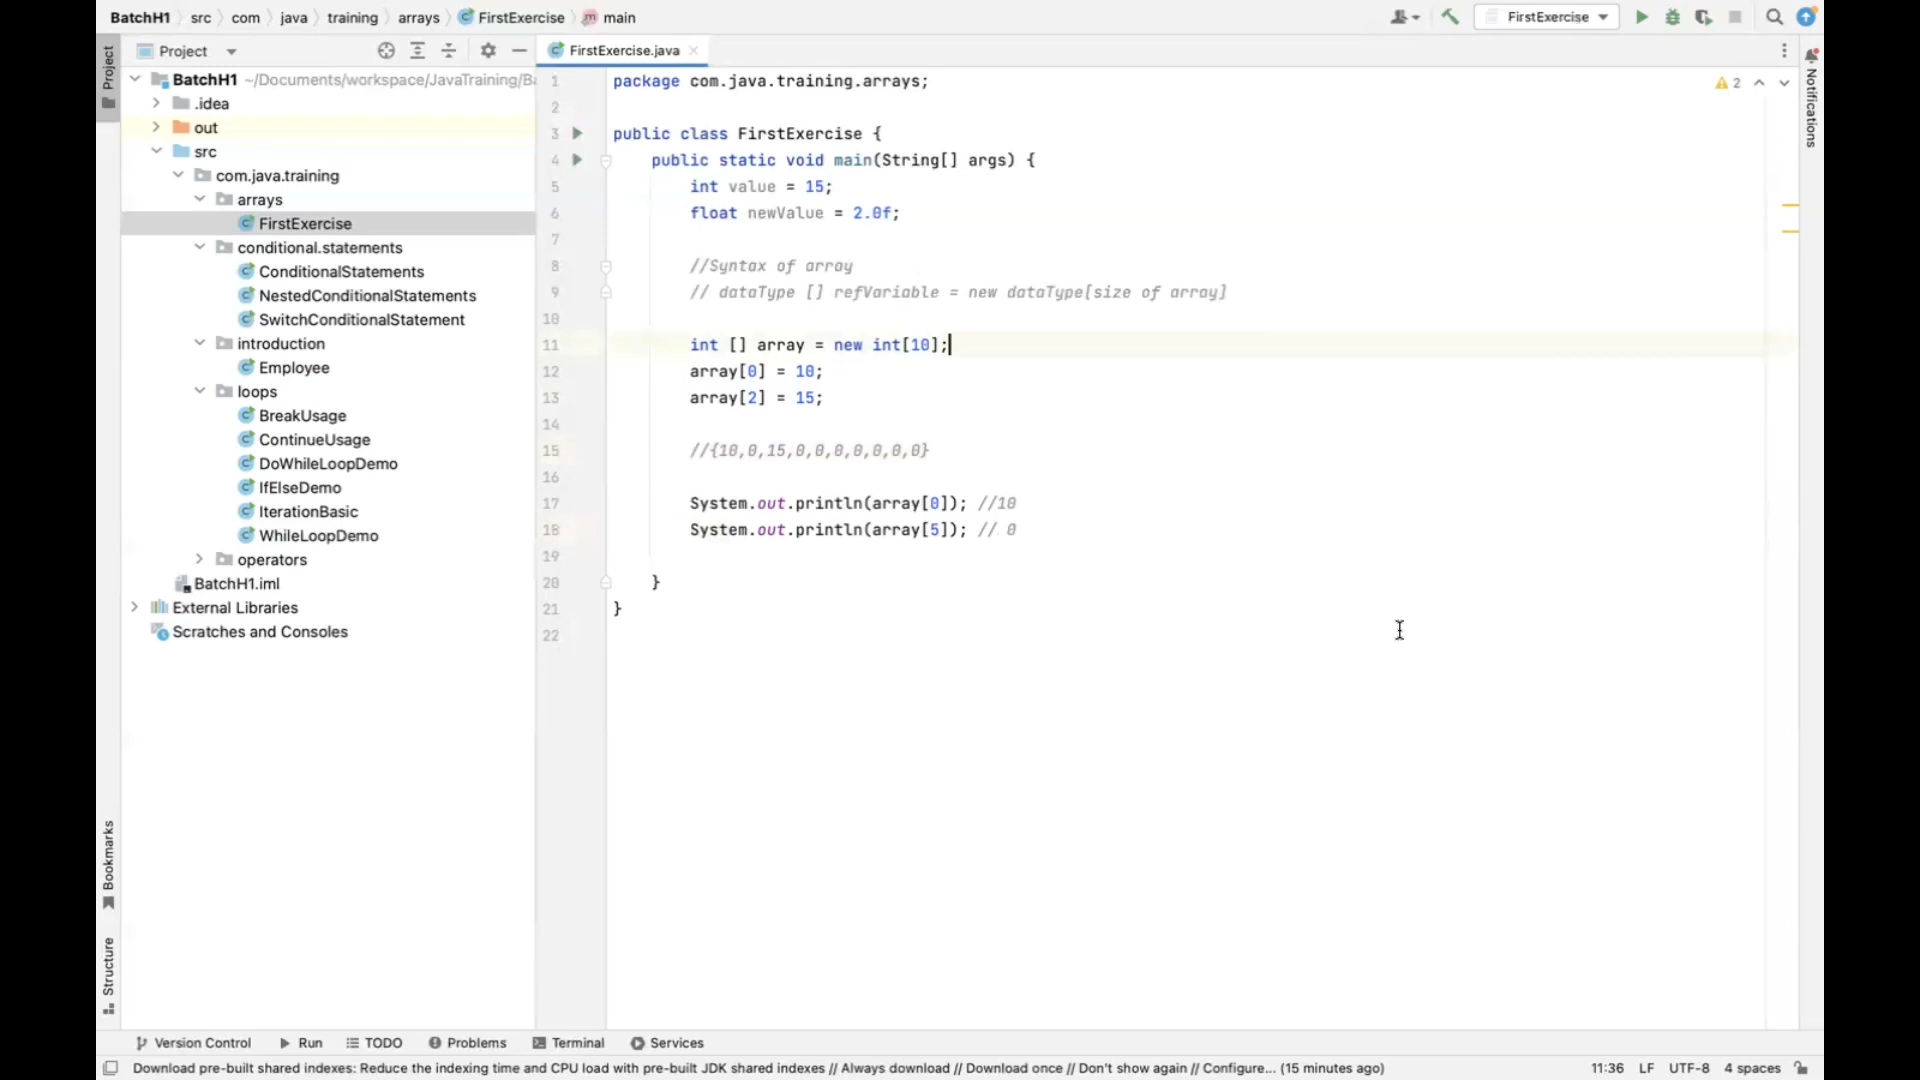 BatchH1 src com java training arrays FirstExercise main
FirstExercise
Project
FirstExercise.java
Project
BatchH1 ~/Documents/workspace/JavaTraining/Ba
.idea
out
src
com.java.training
arrays
FirstExercise
conditional.statements
ConditionalStatements
NestedConditionalStatements
SwitchConditionalStatement
introduction
Employee
loops
BreakUsage
ContinueUsage
DoWhileLoopDemo
IfElseDemo
IterationBasic
WhileLoopDemo
operators
BatchH1.iml
External Libraries
Scratches and Consoles
1 package com.java.training.arrays;
2
3 public class FirstExercise {
4 public static void main(String[] args) {
5 int value = 15;
6 float newValue = 2.0f;
7
8 //Syntax of array
9 // dataType [] refVariable = new dataType[size of array]
10
11 int [] array = new int[10];
12 array[0] = 10;
13 array[2] = 15;
14
15 //{10,0,15,0,0,0,0,0,0,0}
16
17 System.out.println(array[0]); //10
18 System.out.println(array[5]); // 0
19
20 }
21 }
22
2
Notifications
Bookmarks
Structure
Version Control Run TODO Problems Terminal Services
Download pre-built shared indexes: Reduce the indexing time and CPU load with pre-built JDK shared indexes // Always download // Download once // Don't show again // Configure... (15 minutes ago) 11:36 LF UTF-8 4 spaces